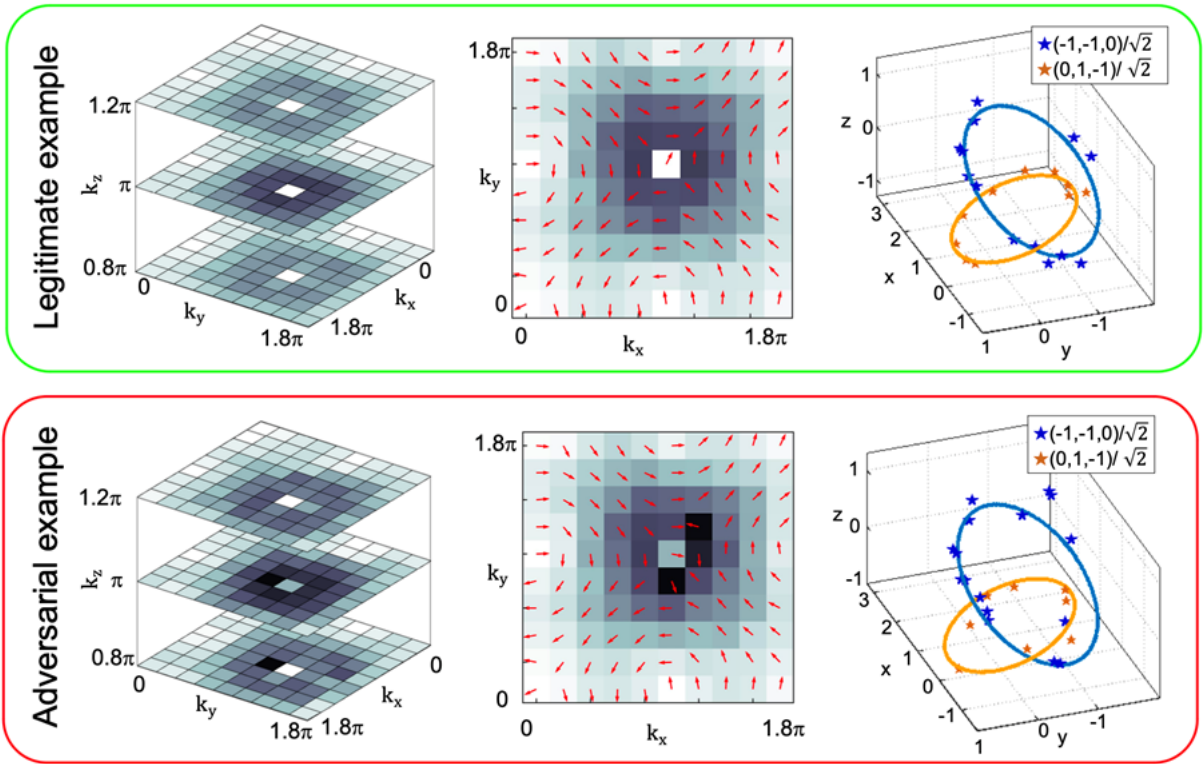 Legitimate example
1.2π
k_z
π
0.8π
0
k_y
1.8π
0
k_x
1.8π
1.8π
k_y
0
0
k_x
1.8π
★(-1,-1,0)/√2
★(0,1,-1)/ √2
1
z
0
-1
3
2
x
1
0
-1
1
0
y
-1
Adversarial example
1.2π
k_z
π
0.8π
0
k_y
1.8π
0
k_x
1.8π
1.8π
k_y
0
0
k_x
1.8π
★(-1,-1,0)/√2
★(0,1,-1)/ √2
1
z
0
-1
2
x
1
0
-1
1
0
y
-1